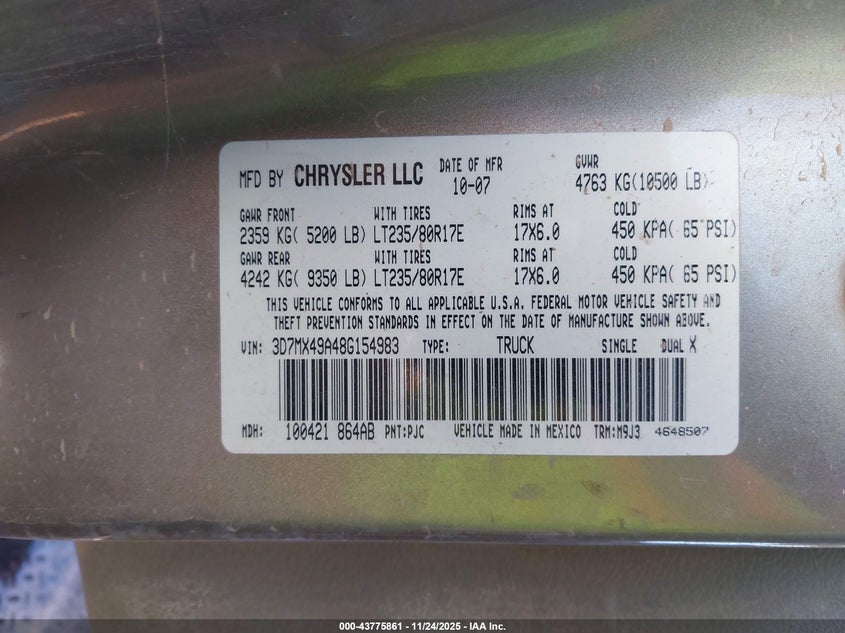 MFD BY CHRYSLER LLC DATE OF MFR 10-07 GVWR 4763 KG(10500 LB)
GAWR FRONT WITH TIRES RIMS AT COLD
2359 KG( 5200 LB) LT235/80R17E 17X6.0 450 KPA( 65 PSI)
GAWR REAR WITH TIRES RIMS AT COLD
4242 KG( 9350 LB) LT235/80R17E 17X6.0 450 KPA( 65 PSI)
THIS VEHICLE CONFORMS TO ALL APPLICABLE U.S.A. FEDERAL MOTOR VEHICLE SAFETY AND
THEFT PREVENTION STANDARDS IN EFFECT ON THE DATE OF MANUFACTURE SHOWN ABOVE.
VIN: 3D7MX49A48G154983 TYPE: TRUCK SINGLE DUAL X
MDH: 100421 864AB PNT:PJC VEHICLE MADE IN MEXICO TRM:M9J3 4648507
000-43775861 - 11/24/2025 - IAA Inc.